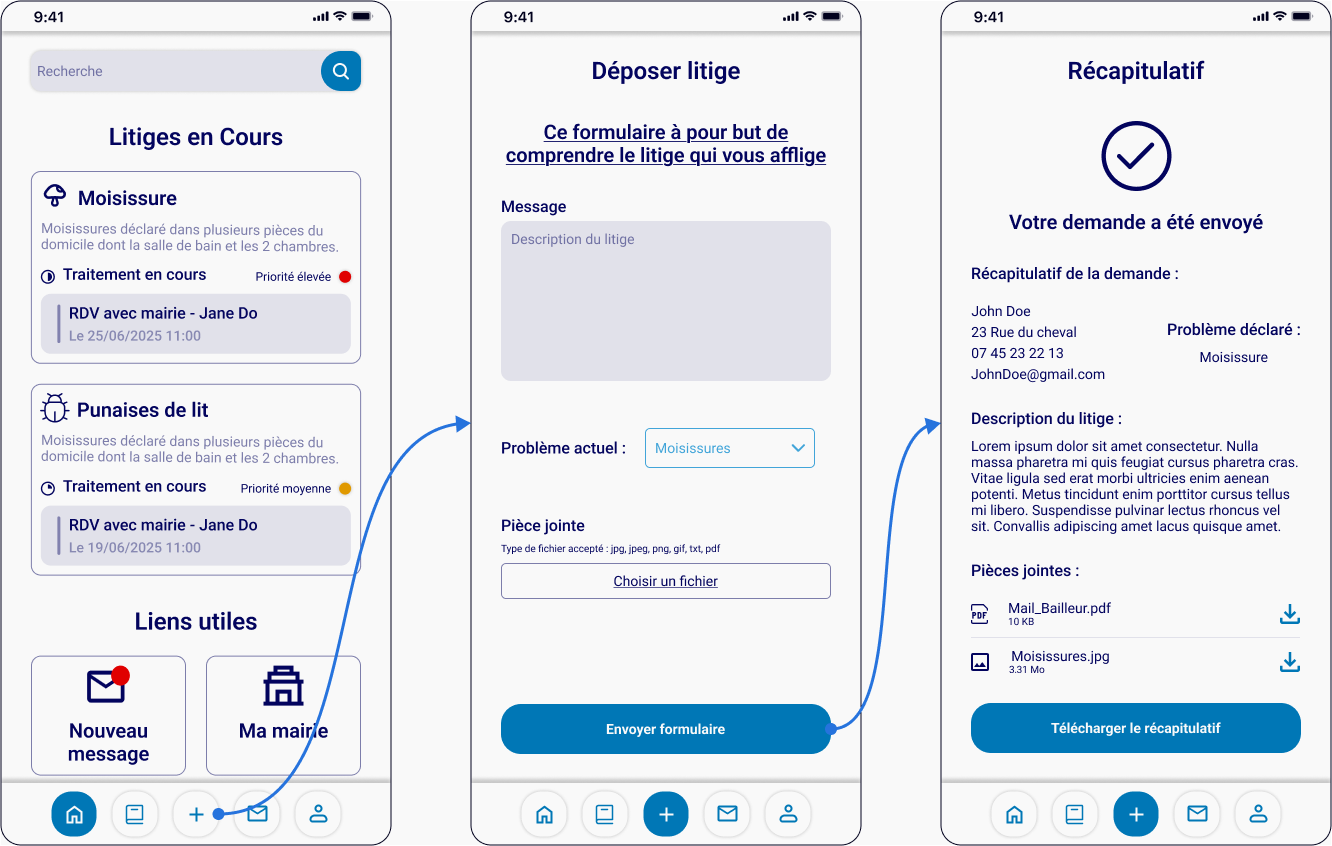 9:41
Recherche
Litiges en Cours
Moisissure
Moisissures déclaré dans plusieurs pièces du
domicile dont la salle de bain et les 2 chambres.
Traitement en cours
Priorité élevée
RDV avec mairie - Jane Do
Le 25/06/2025 11:00
Punaises de lit
Moisissures déclaré dans plusieurs pièces du
domicile dont la salle de bain et les 2 chambres.
Traitement en cours
Priorité moyenne
RDV avec mairie - Jane Do
Le 19/06/2025 11:00
Liens utiles
Nouveau
message
Ma mairie
9:41
Déposer litige
Ce formulaire à pour but de
comprendre le litige qui vous afflige
Message
Description du litige
Problème actuel :
Moisissures
Pièce jointe
Type de fichier accepté : jpg, jpeg, png, gif, txt, pdf
Choisir un fichier
Envoyer formulaire
9:41
Récapitulatif
Votre demande a été envoyé
Récapitulatif de la demande :
John Doe
23 Rue du cheval
07 45 23 22 13
JohnDoe@gmail.com
Problème déclaré :
Moisissure
Description du litige :
Lorem ipsum dolor sit amet consectetur. Nulla
massa pharetra mi quis feugiat cursus pharetra cras.
Vitae ligula sed erat morbi ultricies enim aenean
potenti. Metus tincidunt enim porttitor cursus tellus
mi libero. Suspendisse pulvinar lectus rhoncus vel
sit. Convallis adipiscing amet lacus quisque amet.
Pièces jointes :
PDF
Mail_Bailleur.pdf
10 KB
Moisissures.jpg
3.31 Mo
Télécharger le récapitulatif